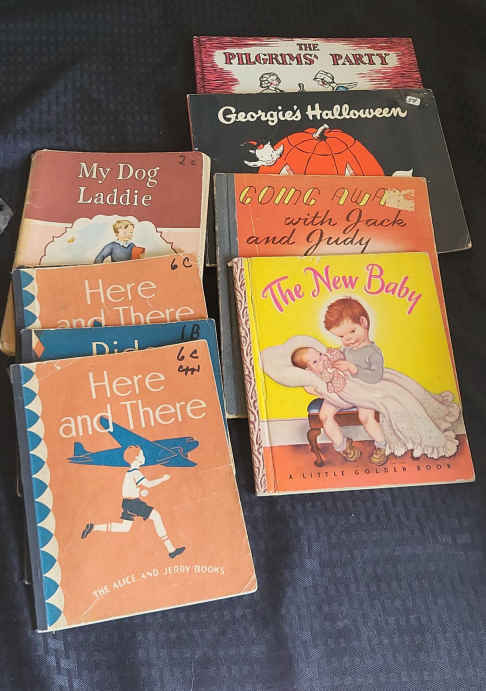 THE
PILGRIMS' PARTY
Georgie's Halloween
My Dog
Laddie
2c
GOING AWAY
with Jack
and Judy
Here
and There
6C
6B
The New Baby
A LITTLE GOLDEN BOOK
Here
and There
6C
THE ALICE AND JERRY BOOKS